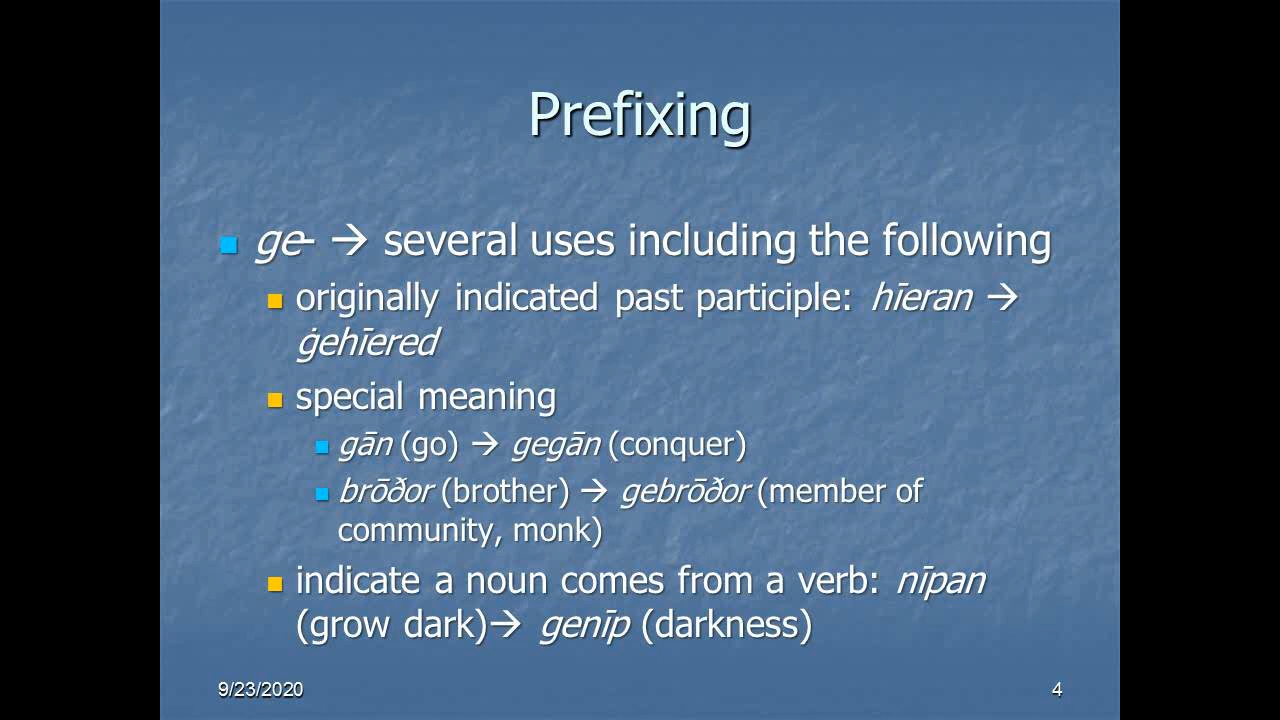 Prefixing
ge- → several uses including the following
originally indicated past participle: hīeran →
ġehīered
special meaning
gān (go) → gegān (conquer)
brōðor (brother) → gebrōðor (member of
community, monk)
indicate a noun comes from a verb: nīpan
(grow dark)→ genīp (darkness)
9/23/2020
4